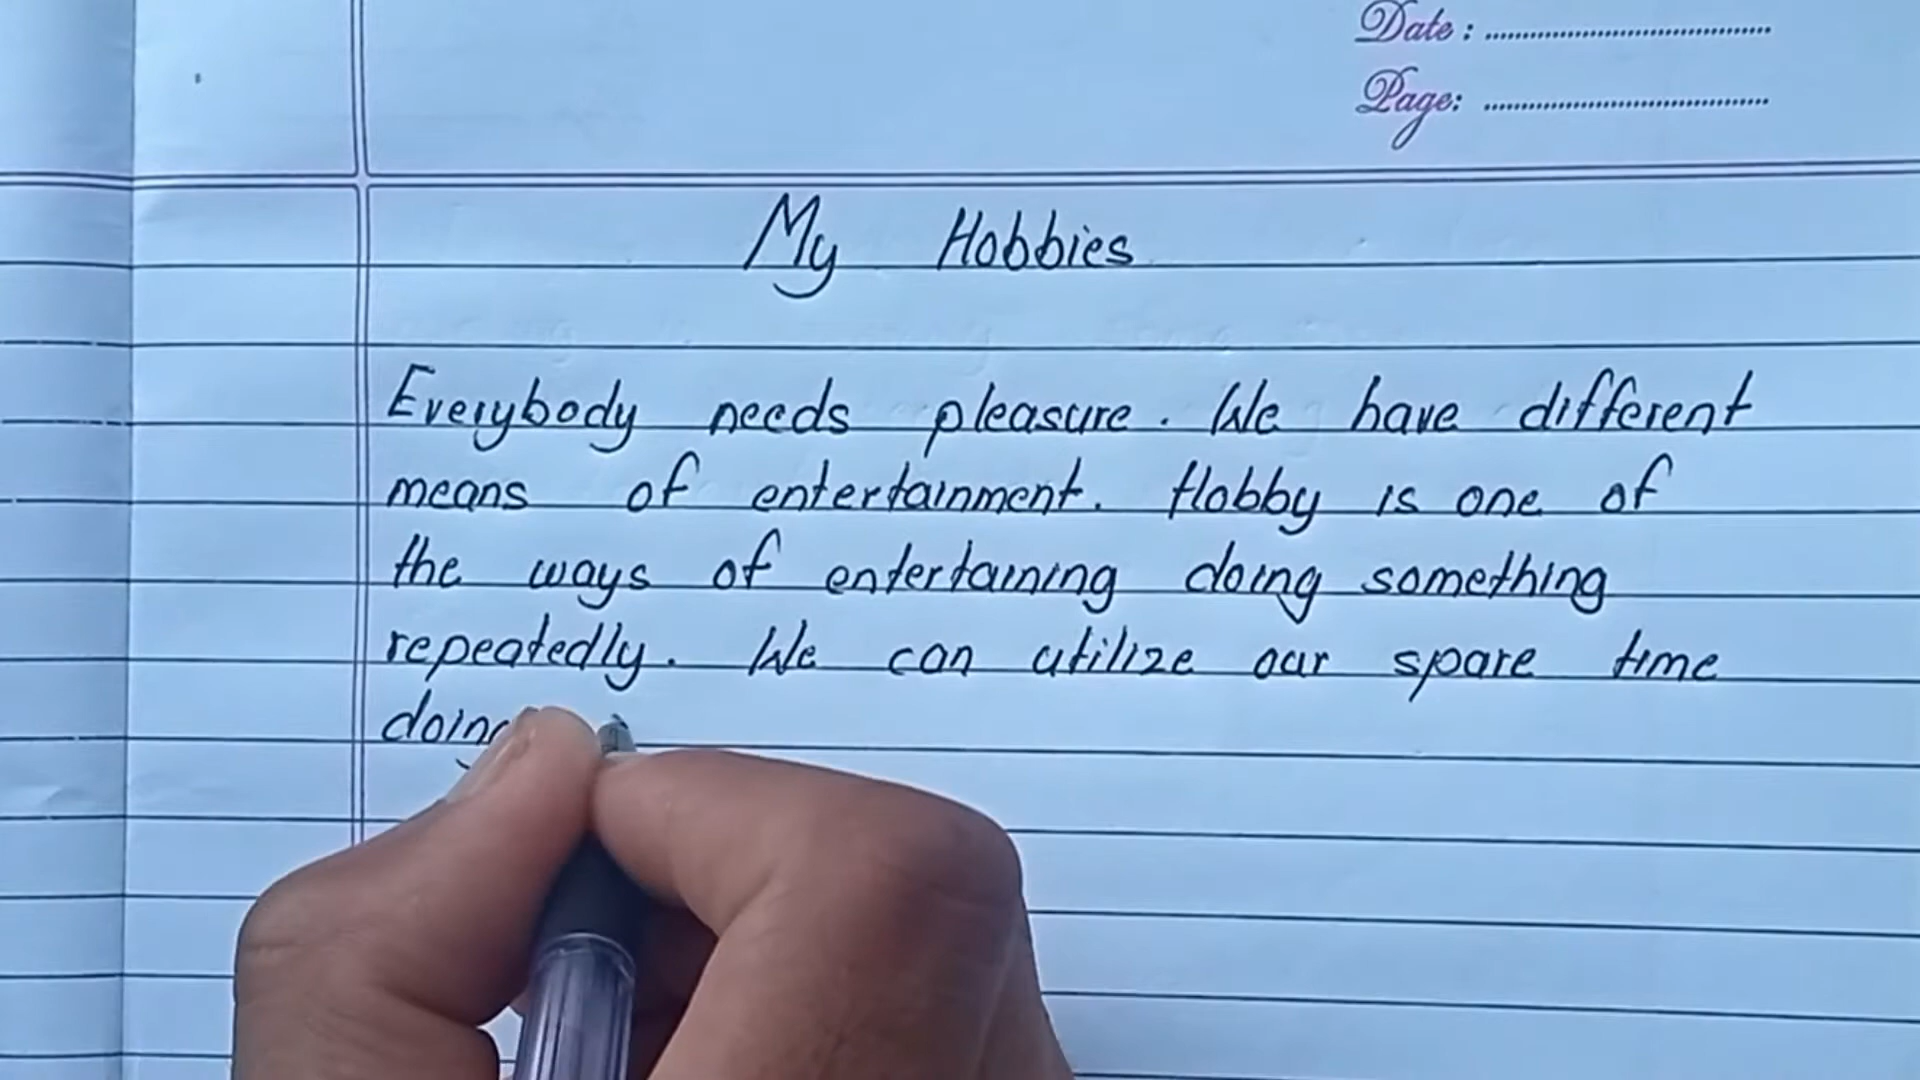 Date :
Page:
My Hobbies
Everybody needs pleasure. We have different
means of entertainment. Hobby is one of
the ways of entertaining doing something
repeatedly. We can utilize our spare time
doing